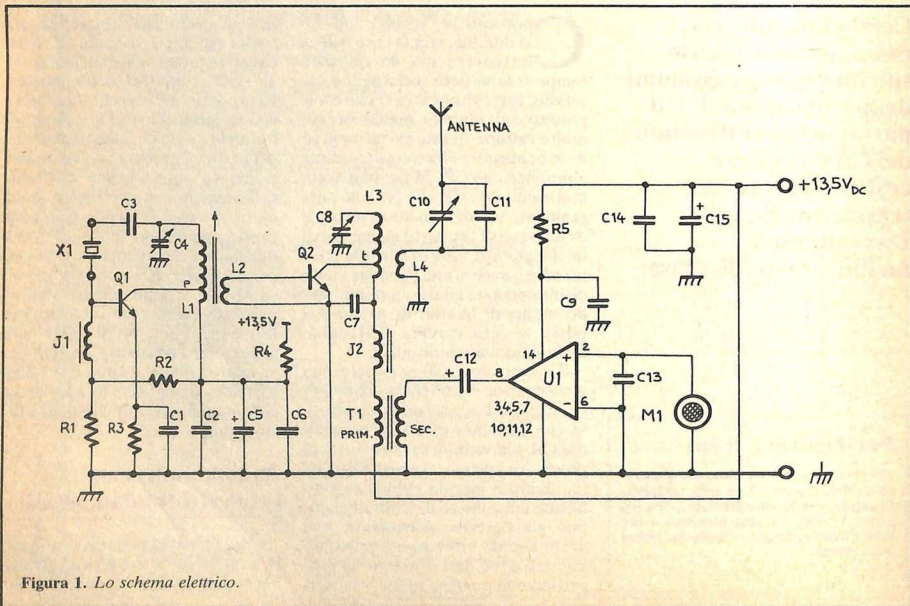 ANTENNA
+13,5V DC
C3
C4
X1
Q1
P
L1
L2
J1
R2
+13,5V
R4
R1
R3
C1
C2
+
C5
C6
C8
L3
Q2
t
L4
C7
J2
T1
PRIM.
SEC.
C10
C11
R5
C14
+
C15
C9
+
C12
14
2
8
+
U1
-
6
3,4,5,7
10,11,12
C13
M1
Figura 1. Lo schema elettrico.